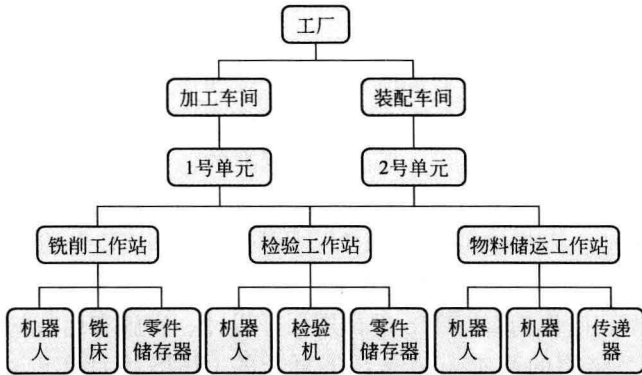 工厂
加工车间
装配车间
1号单元
2号单元
铣削工作站
检验工作站
物料储运工作站
机器
人
铣
床
零件
储存器
机器
人
检验
机
零件
储存器
机器
人
机器
人
传递
器